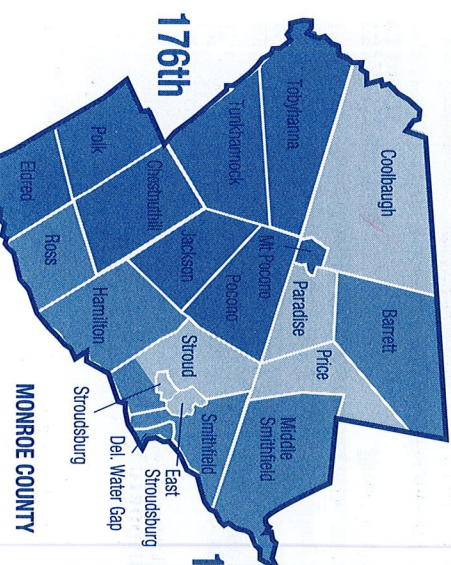 176th
Tobyhanna
Coolbaugh
Tunkhannock
Mt Pocono
Barrett
Polk
Chestnuthill
Jackson
Pocono
Paradise
Price
Eldred
Ross
Hamilton
Stroud
Middle
Smithfield
Smithfield
East
Stroudsburg
Stroudsburg
Del. Water Gap
MONROE COUNTY